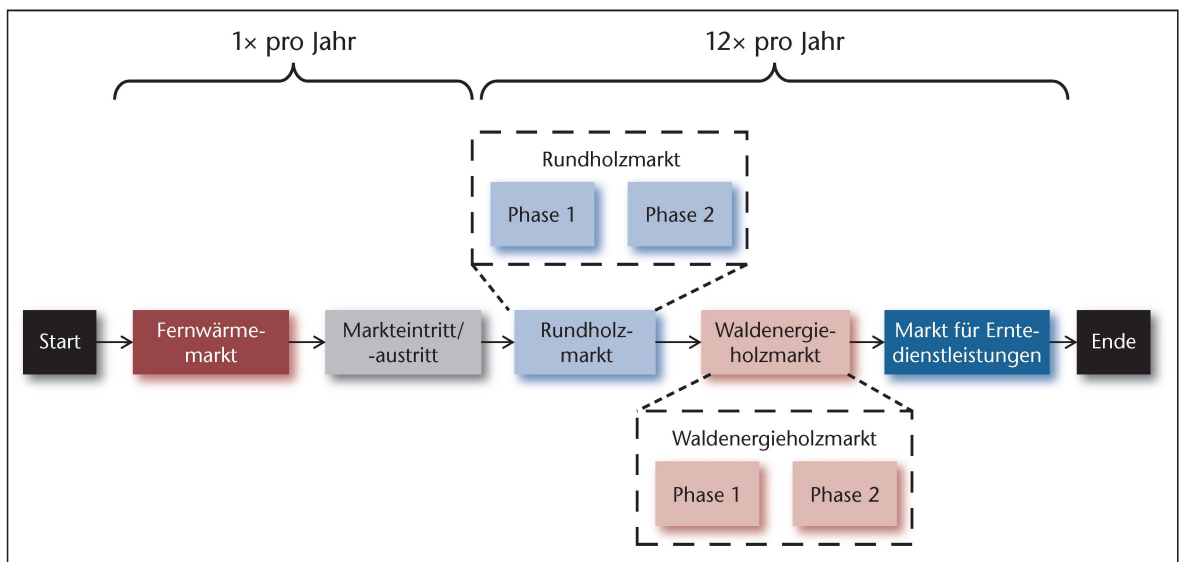 1× pro Jahr
12× pro Jahr
Rundholzmarkt
Phase 1
Phase 2
Start
Fernwärme-
markt
Markteintritt/
-austritt
Rundholz-
markt
Waldenergie-
holzmarkt
Markt für Ernte-
dienstleistungen
Ende
Waldenergieholzmarkt
Phase 1
Phase 2